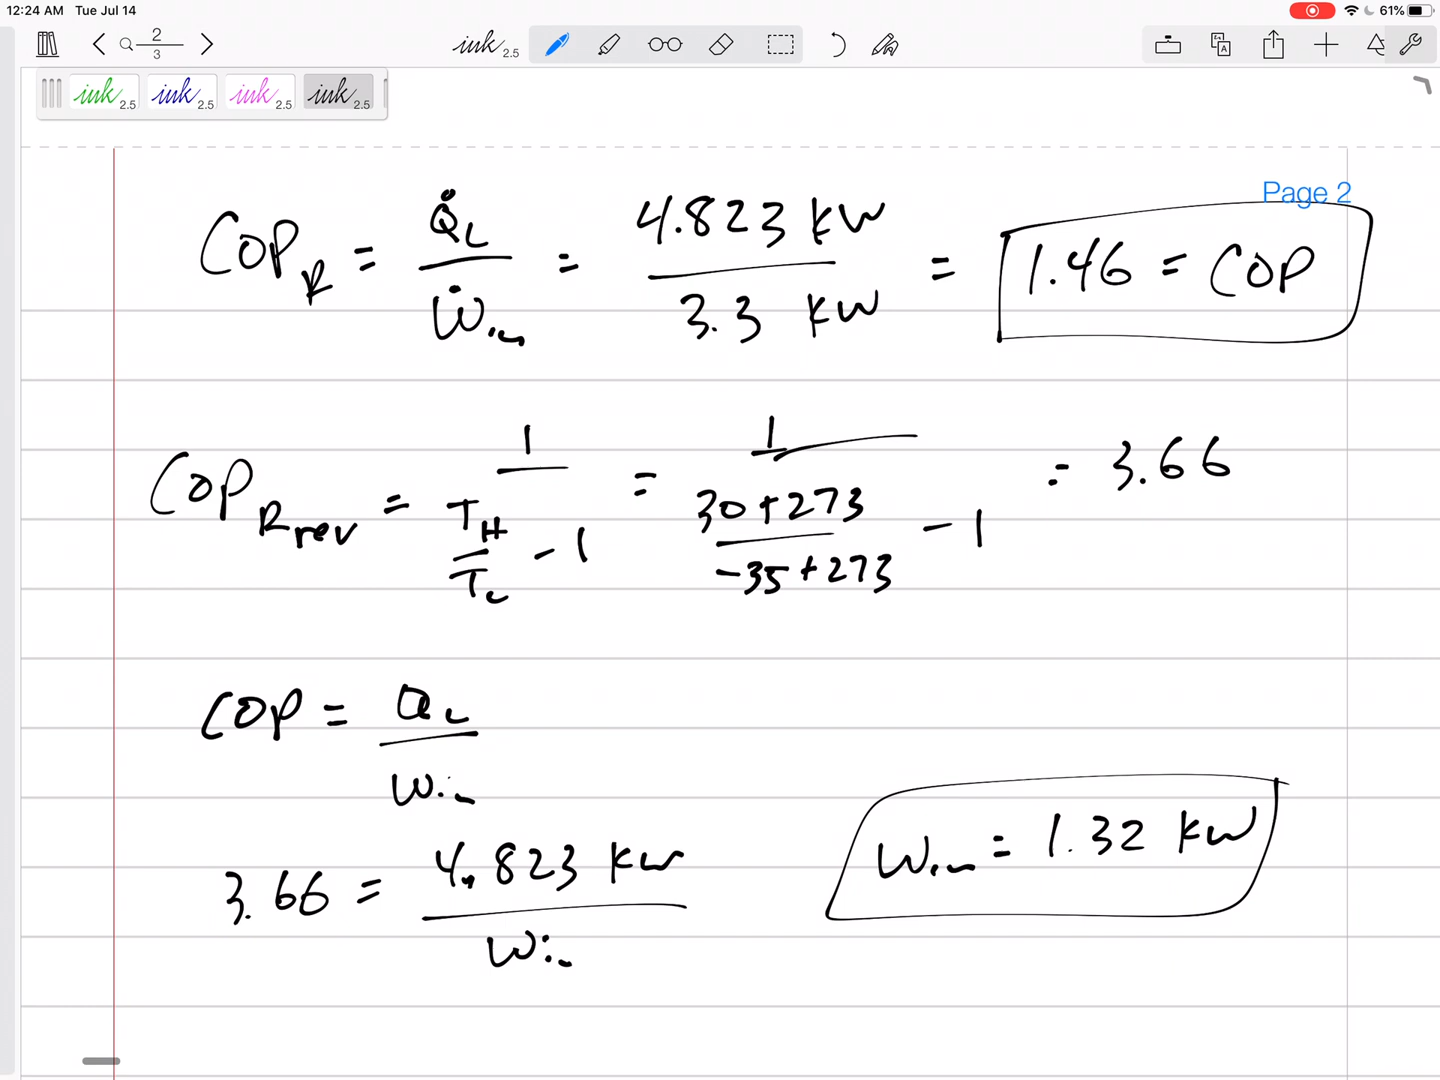 12:24 AM Tue Jul 14
61%
2
3
ink 2.5
ink 2.5 ink 2.5 ink 2.5 ink 2.5
Page 2
COP_R = Q̇_L / Ẇ_in = 4.823 kW / 3.3 kW = 1.46 = COP
COP_R rev = 1 / (T_H / T_L - 1) = 1 / ((30+273) / (-35+273) - 1) = 3.66
COP = Q_L / W_in
3.66 = 4.823 kW / W_in
W_in = 1.32 kW